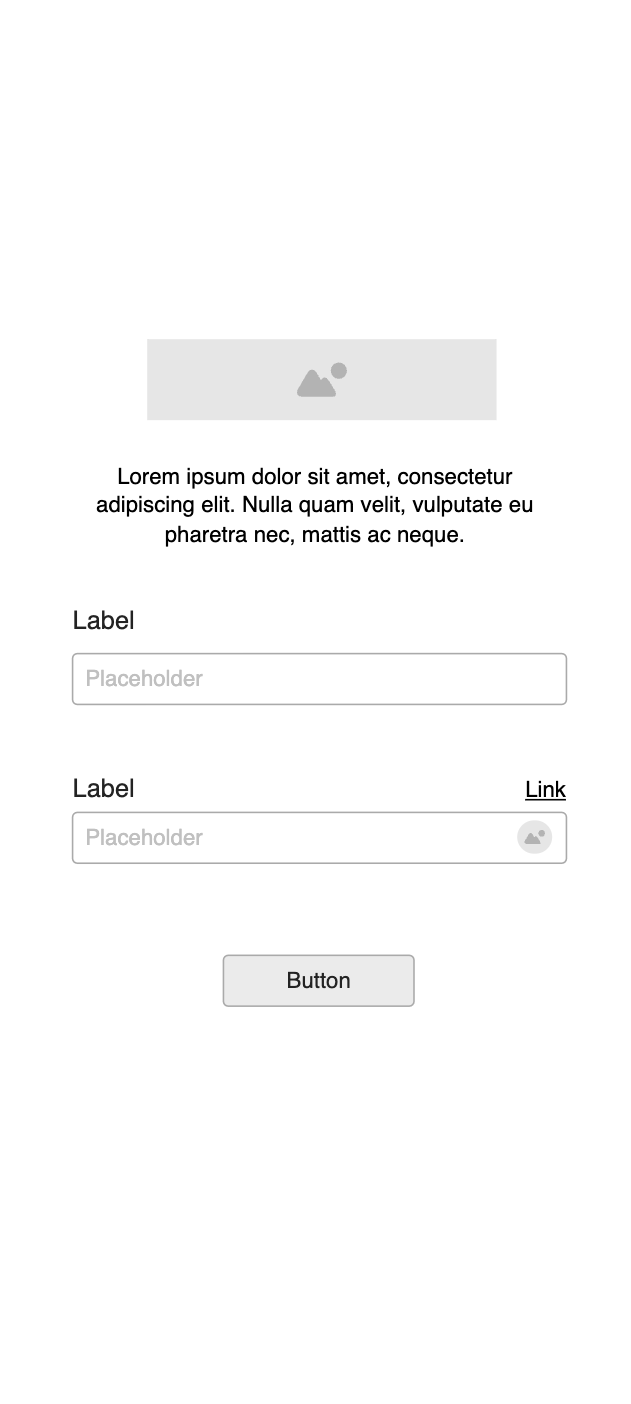 Lorem ipsum dolor sit amet, consectetur
adipiscing elit. Nulla quam velit, vulputate eu
pharetra nec, mattis ac neque.
Label
Placeholder
Label
Link
Placeholder
Button